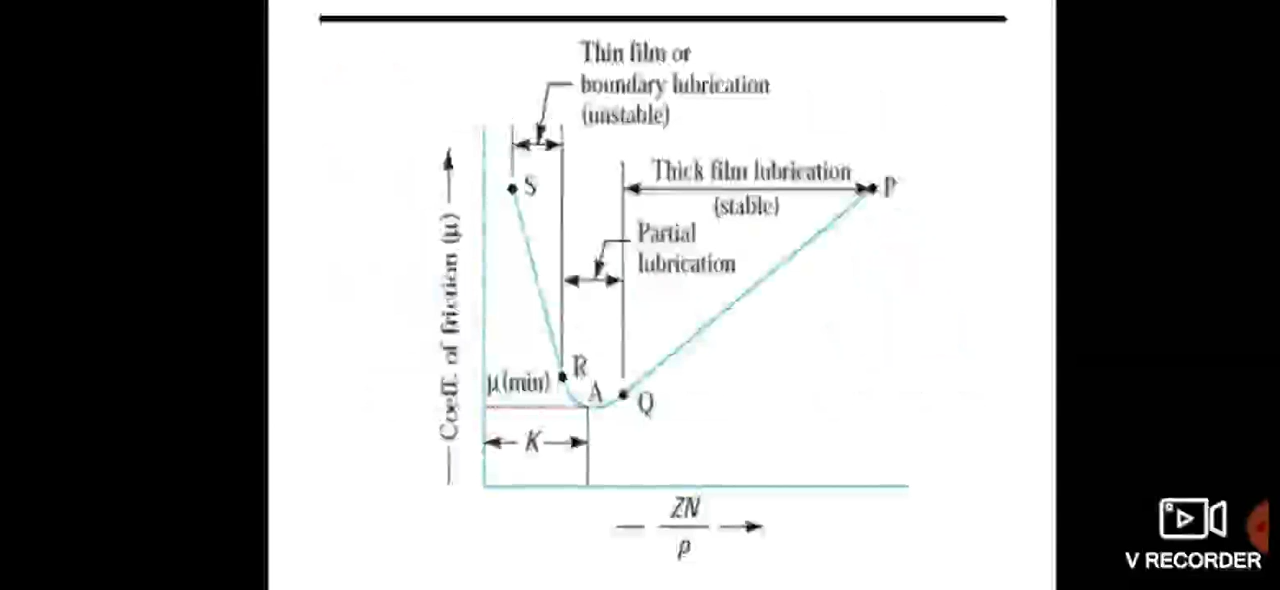 Thin film or
boundary lubrication
(unstable)
S
Thick film lubrication
P
(stable)
Partial
lubrication
Coeff. of friction (μ)
R
μ(min)
A
Q
K
ZN
p
V RECORDER